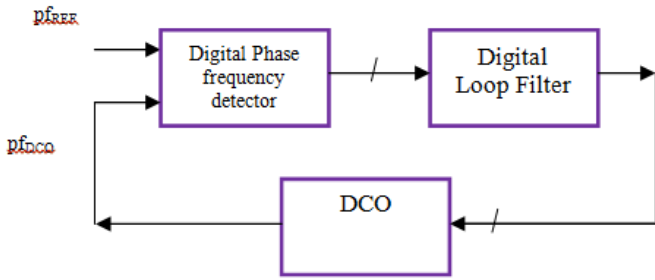 pfREF
Digital Phase
frequency
detector
Digital
Loop Filter
pfDCO
DCO